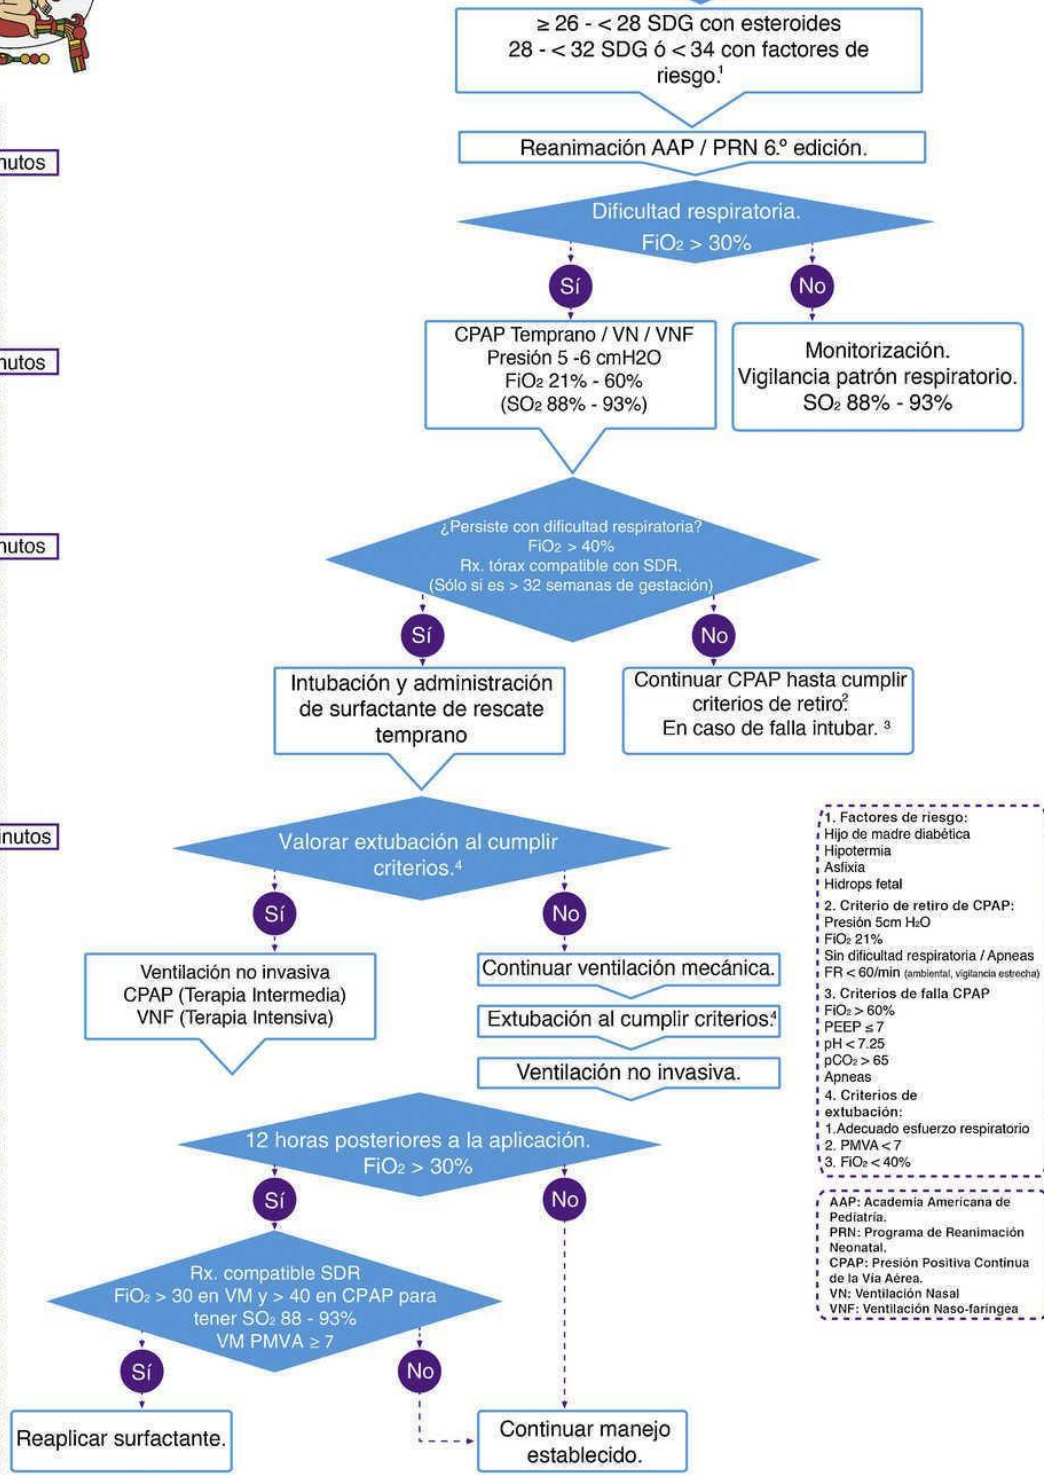 ≥ 26 - < 28 SDG con esteroides
28 - < 32 SDG ó < 34 con factores de
riesgo.¹
Reanimación AAP / PRN 6.º edición.
nutos
Dificultad respiratoria.
FiO₂ > 30%
Sí
No
CPAP Temprano / VN / VNF
Presión 5 -6 cmH2O
FiO₂ 21% - 60%
(SO₂ 88% - 93%)
Monitorización.
Vigilancia patrón respiratorio.
SO₂ 88% - 93%
nutos
¿Persiste con dificultad respiratoria?
FiO₂ > 40%
Rx. tórax compatible con SDR.
(Sólo si es > 32 semanas de gestación)
nutos
Sí
No
Intubación y administración
de surfactante de rescate
temprano
Continuar CPAP hasta cumplir
criterios de retiro².
En caso de falla intubar. ³
Valorar extubación al cumplir
criterios.⁴
inutos
Sí
No
Ventilación no invasiva
CPAP (Terapia Intermedia)
VNF (Terapia Intensiva)
Continuar ventilación mecánica.
Extubación al cumplir criterios.⁴
Ventilación no invasiva.
12 horas posteriores a la aplicación.
FiO₂ > 30%
Sí
No
Rx. compatible SDR
FiO₂ > 30 en VM y > 40 en CPAP para
tener SO₂ 88 - 93%
VM PMVA ≥ 7
Sí
No
Reaplicar surfactante.
Continuar manejo
establecido.
1. Factores de riesgo:
Hijo de madre diabética
Hipotermia
Asfixia
Hidrops fetal
2. Criterio de retiro de CPAP:
Presión 5cm H₂O
FiO₂ 21%
Sin dificultad respiratoria / Apneas
FR < 60/min (ambiental, vigilancia estrecha)
3. Criterios de falla CPAP
FiO₂ > 60%
PEEP ≤ 7
pH < 7.25
pCO₂ > 65
Apneas
4. Criterios de
extubación:
1.Adecuado esfuerzo respiratorio
2. PMVA < 7
3. FiO₂ < 40%
AAP: Academia Americana de
Pediatría.
PRN: Programa de Reanimación
Neonatal.
CPAP: Presión Positiva Continua
de la Vía Aérea.
VN: Ventilación Nasal
VNF: Ventilación Naso-faríngea